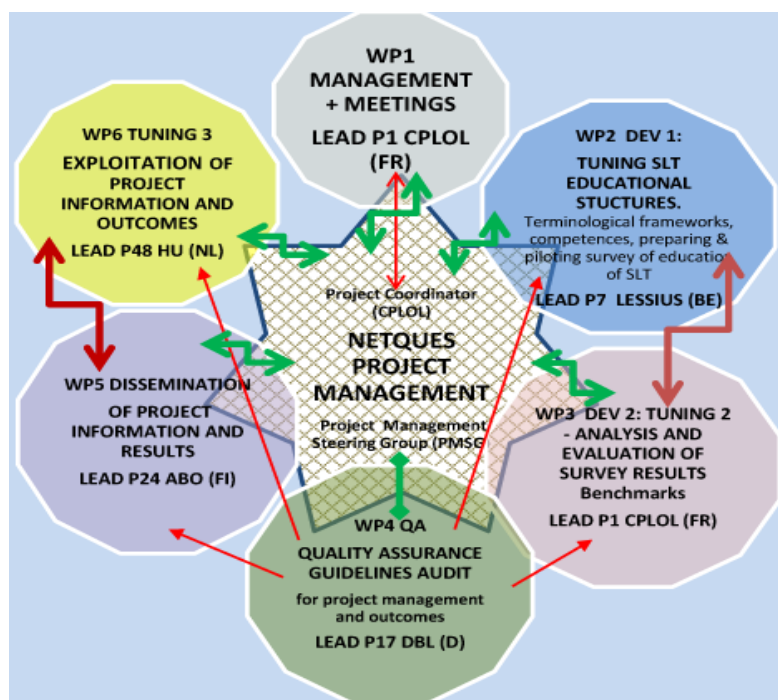 WP1
MANAGEMENT
+ MEETINGS
LEAD P1 CPLOL
(FR)
WP6 TUNING 3
EXPLOITATION OF
PROJECT
INFORMATION AND
OUTCOMES
LEAD P48 HU (NL)
WP2 DEV 1:
TUNING SLT
EDUCATIONAL
STUCTURES.
Terminological frameworks,
competences, preparing &
piloting survey of education
of SLT
LEAD P7 LESSIUS (BE)
Project Coordinator
(CPLOL)
NETQUES
PROJECT
MANAGEMENT
Project Management
Steering Group (PMSG
WP5 DISSEMINATION
OF PROJECT
INFORMATION AND
RESULTS
LEAD P24 ABO (FI)
WP3 DEV 2: TUNING 2
- ANALYSIS AND
EVALUATION OF
SURVEY RESULTS
Benchmarks
LEAD P1 CPLOL (FR)
WP4 QA
QUALITY ASSURANCE
GUIDELINES AUDIT
for project management
and outcomes
LEAD P17 DBL (D)